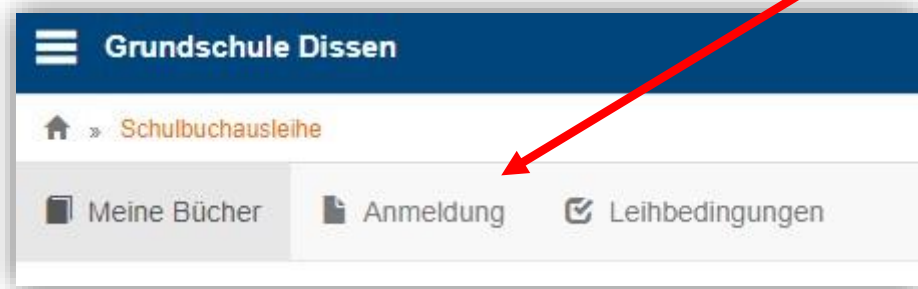 Grundschule Dissen
» Schulbuchausleihe
Meine Bücher Anmeldung Leihbedingungen